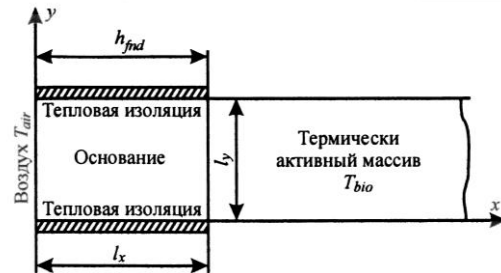 y
h_fnd
Воздух T_air
Тепловая изоляция
Основание
Тепловая изоляция
l_y
Термически
активный массив
T_bio
x
l_x